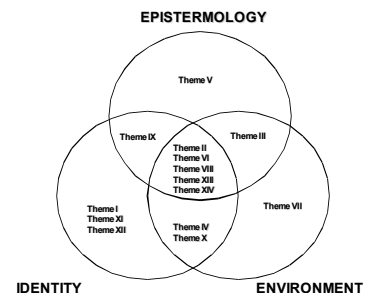 EPISTERMOLOGY
Theme V
Theme IX
Theme III
Theme II
Theme VI
Theme VIII
Theme XIII
Theme XIV
Theme I
Theme XI
Theme XII
Theme VII
Theme IV
Theme X
IDENTITY
ENVIRONMENT